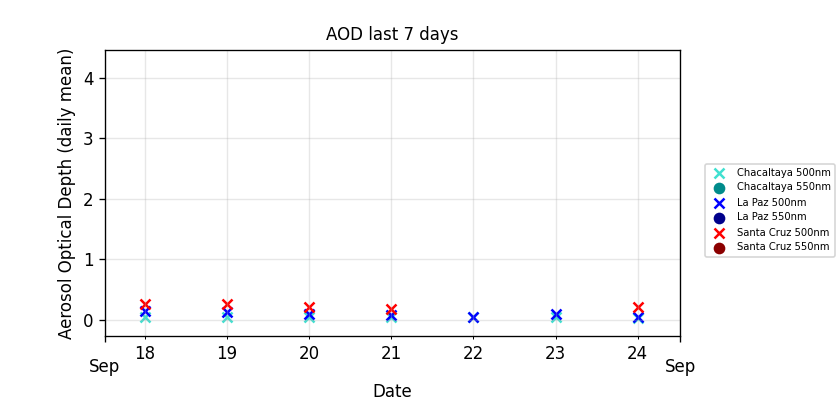 AOD last 7 days
Aerosol Optical Depth (daily mean)
4
3
2
1
0
18 19 20 21 22 23 24
Sep Sep
Date
Chacaltaya 500nm
Chacaltaya 550nm
La Paz 500nm
La Paz 550nm
Santa Cruz 500nm
Santa Cruz 550nm